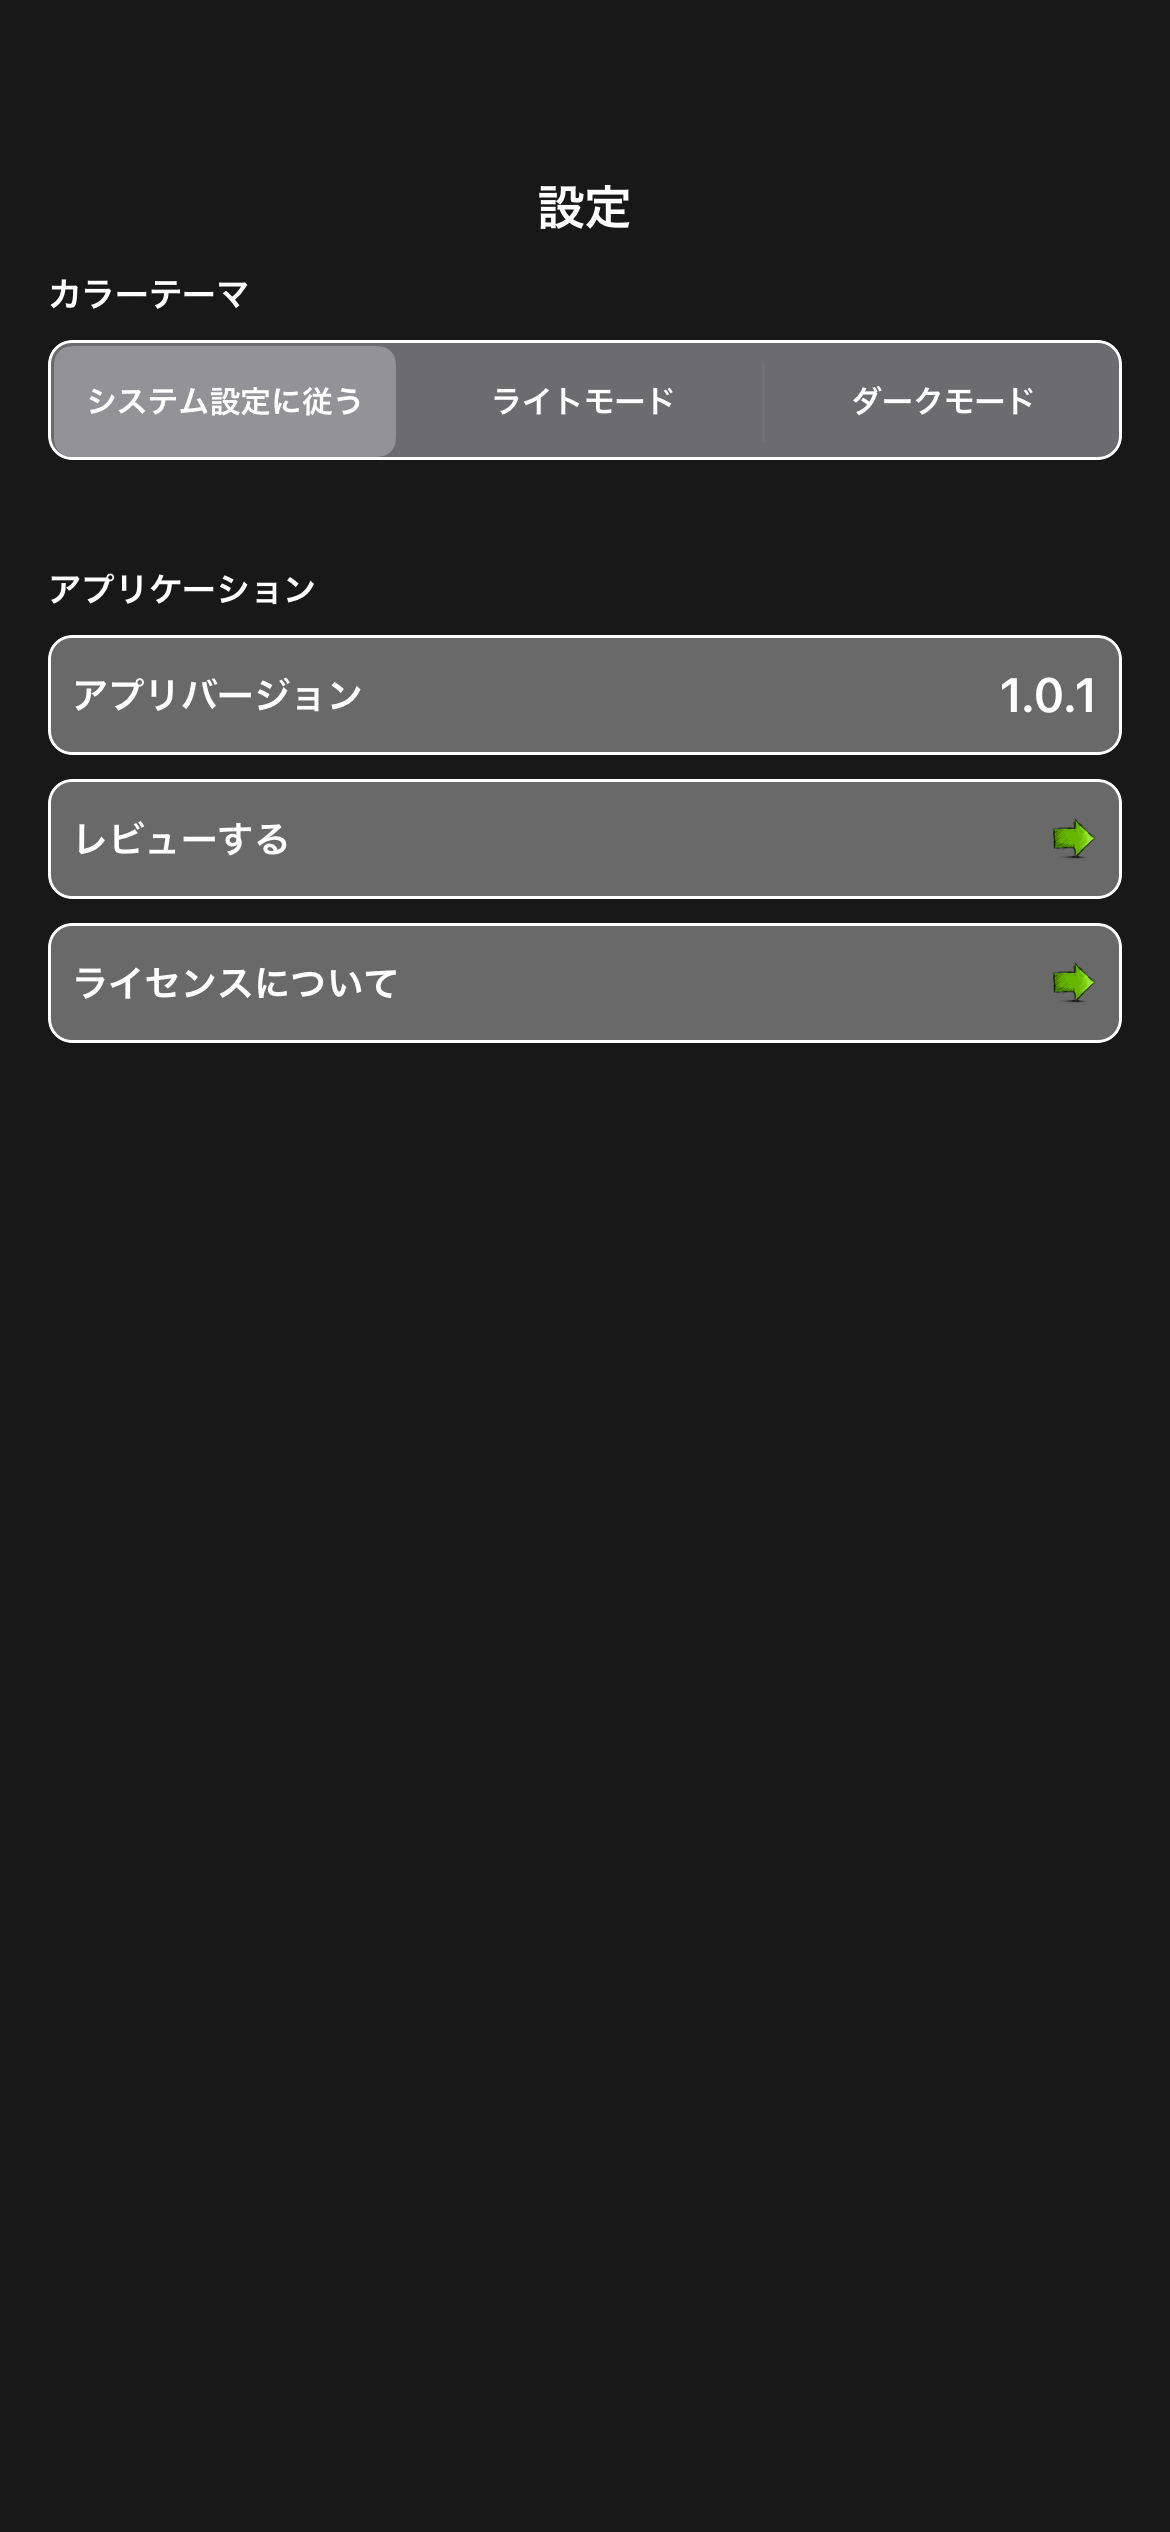 設定
カラーテーマ
システム設定に従う ライトモード ダークモード
アプリケーション
アプリバージョン 1.0.1
レビューする
ライセンスについて